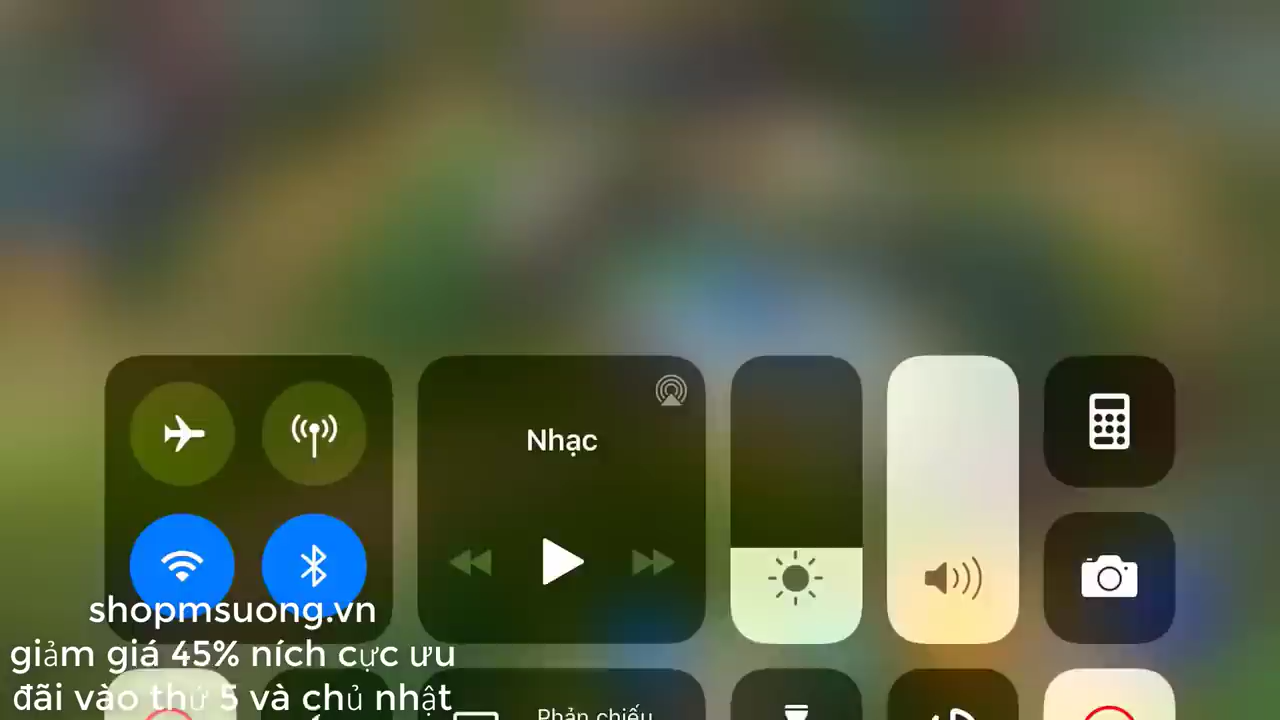 Nhạc
shopmsuong.vn
giảm giá 45% ních cực ưu
đãi vào thứ 5 và chủ nhật
Phản chiếu